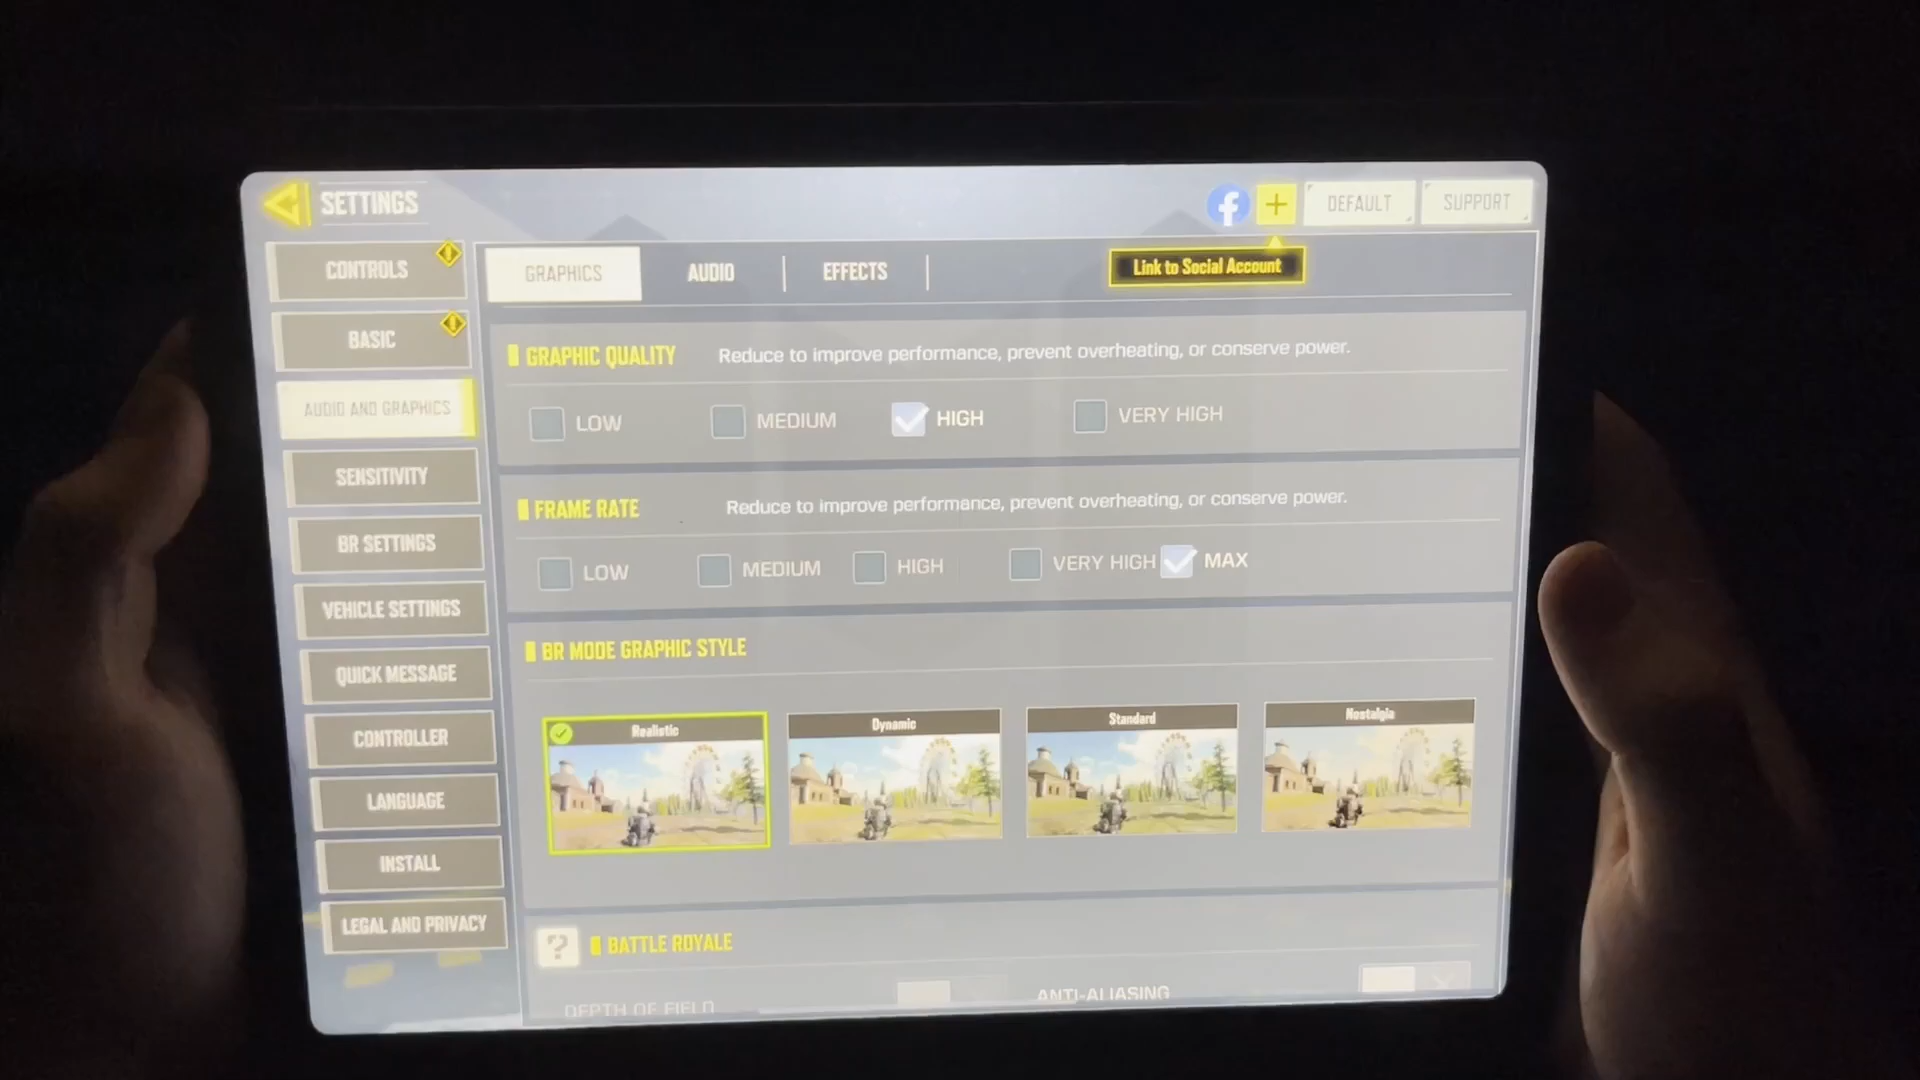 SETTINGS
DEFAULT
SUPPORT
Link to Social Account
CONTROLS
BASIC
AUDIO AND GRAPHICS
SENSITIVITY
BR SETTINGS
VEHICLE SETTINGS
QUICK MESSAGE
CONTROLLER
LANGUAGE
INSTALL
LEGAL AND PRIVACY
GRAPHICS
AUDIO
EFFECTS
GRAPHIC QUALITY
Reduce to improve performance, prevent overheating, or conserve power.
LOW
MEDIUM
HIGH
VERY HIGH
FRAME RATE
Reduce to improve performance, prevent overheating, or conserve power.
LOW
MEDIUM
HIGH
VERY HIGH
MAX
BR MODE GRAPHIC STYLE
Realistic
Dynamic
Standard
Nostalgia
? BATTLE ROYALE
DEPTH OF FIELD
ANTI-ALIASING